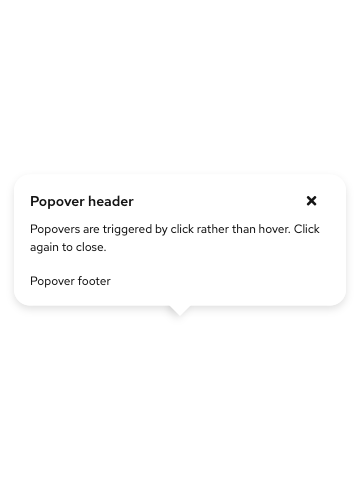 Popover header
Popovers are triggered by click rather than hover. Click
again to close.
Popover footer